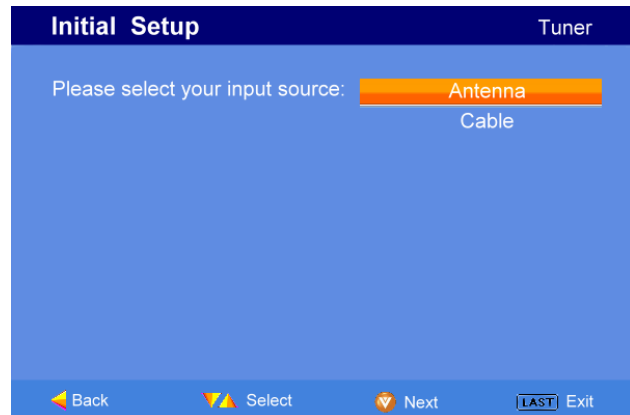 Initial Setup Tuner
Please select your input source: Antenna
Cable
Back Select Next LAST Exit